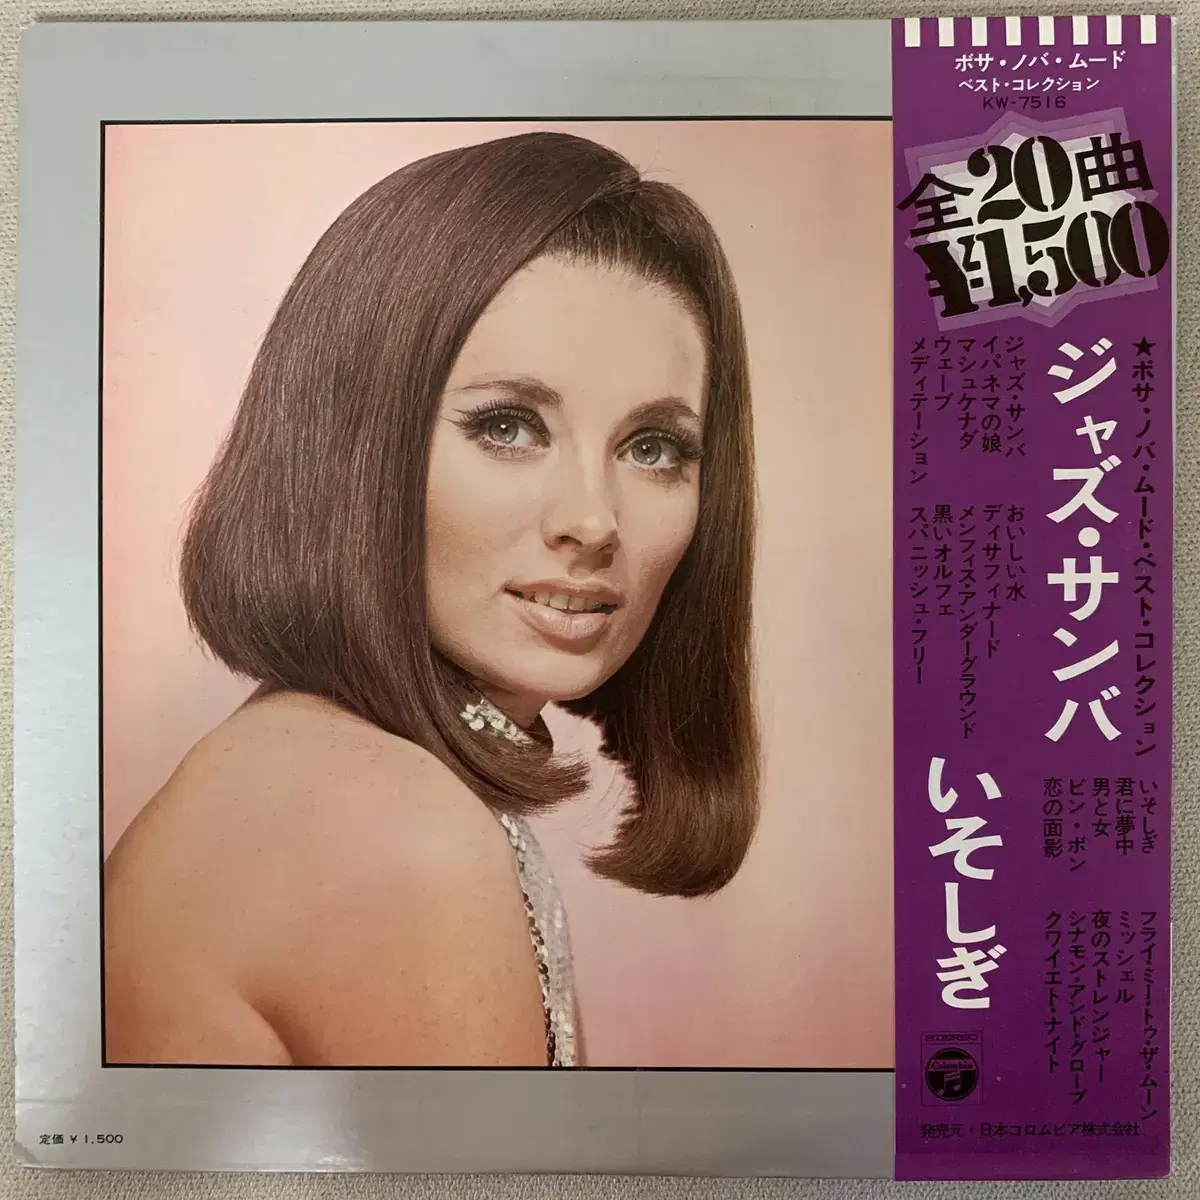 ボサ・ノバ・ムード
ベスト・コレクション
KW-7516
全20曲
¥1,500
★ボサ・ノバ・ムード・ベスト・コレクション
ジャズ・サンバ
いそしぎ
ジャズ・サンバ
イパネマの娘
マシュケナダ
ウェーブ
メディテーション
おいしい水
デイサフィナード
メンフィス・アンダーグラウンド
黒いオルフェ
スパニッシュ・フリー
いそしぎ
君に夢中
男と女
ビン・ボン
恋の面影
フライ・ミー・トゥ・ザ・ムーン
ミッシェル
夜のストレンジャー
シナモン・アンド・グローブ
クワイエト・ナイト
STEREO
Columbia
発売元・日本コロムビア株式会社
定価 ¥ 1,500